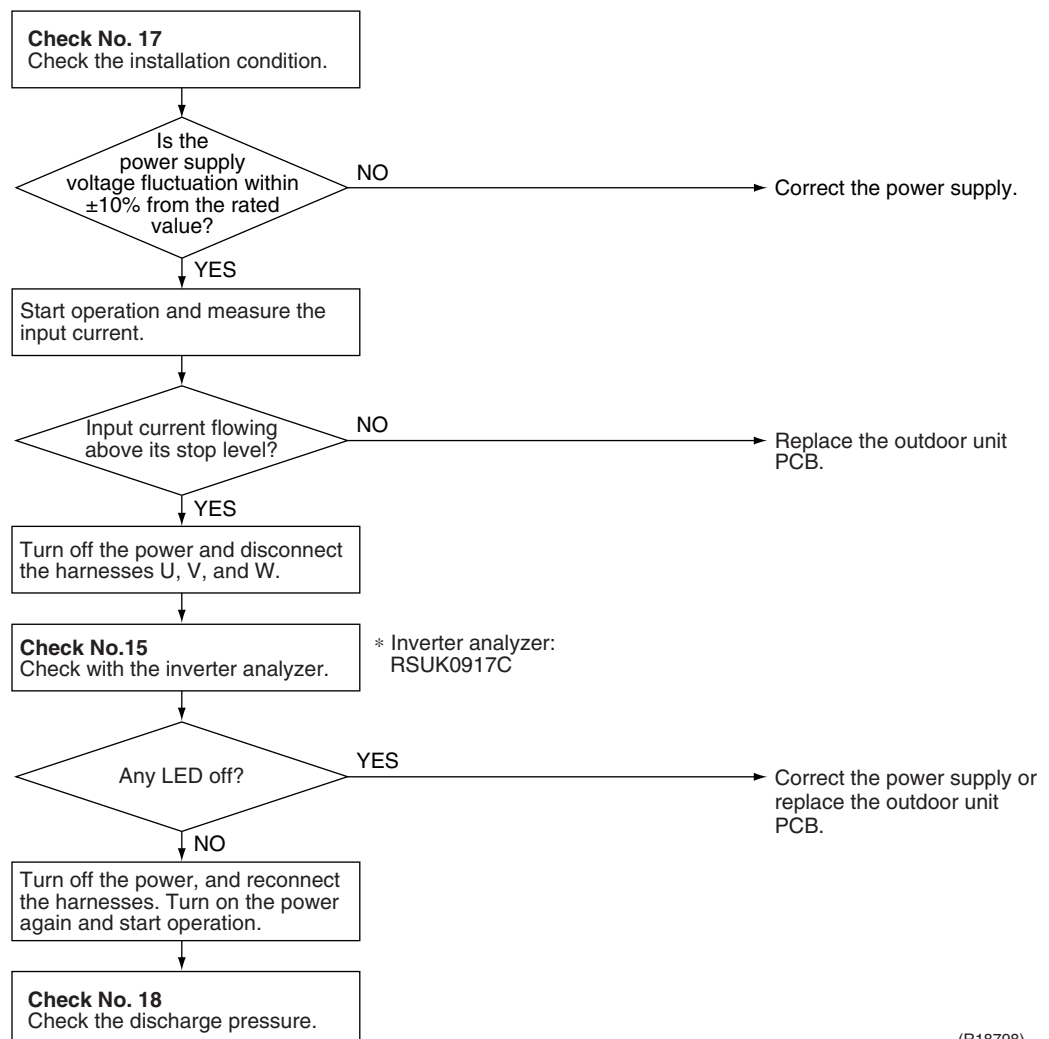 Check No. 17
Check the installation condition.
Is the
power supply
voltage fluctuation within
±10% from the rated
value?
NO
Correct the power supply.
YES
Start operation and measure the
input current.
Input current flowing
above its stop level?
NO
Replace the outdoor unit
PCB.
YES
Turn off the power and disconnect
the harnesses U, V, and W.
Check No.15
Check with the inverter analyzer.
* Inverter analyzer:
RSUK0917C
Any LED off?
YES
Correct the power supply or
replace the outdoor unit
PCB.
NO
Turn off the power, and reconnect
the harnesses. Turn on the power
again and start operation.
Check No. 18
Check the discharge pressure.
(R18798)